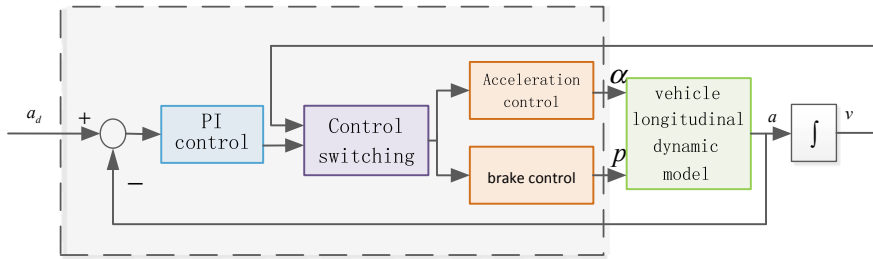 a_d
+
−
PI
control
Control
switching
Acceleration
control
brake control
α
p
vehicle
longitudinal
dynamic
model
a
∫
v